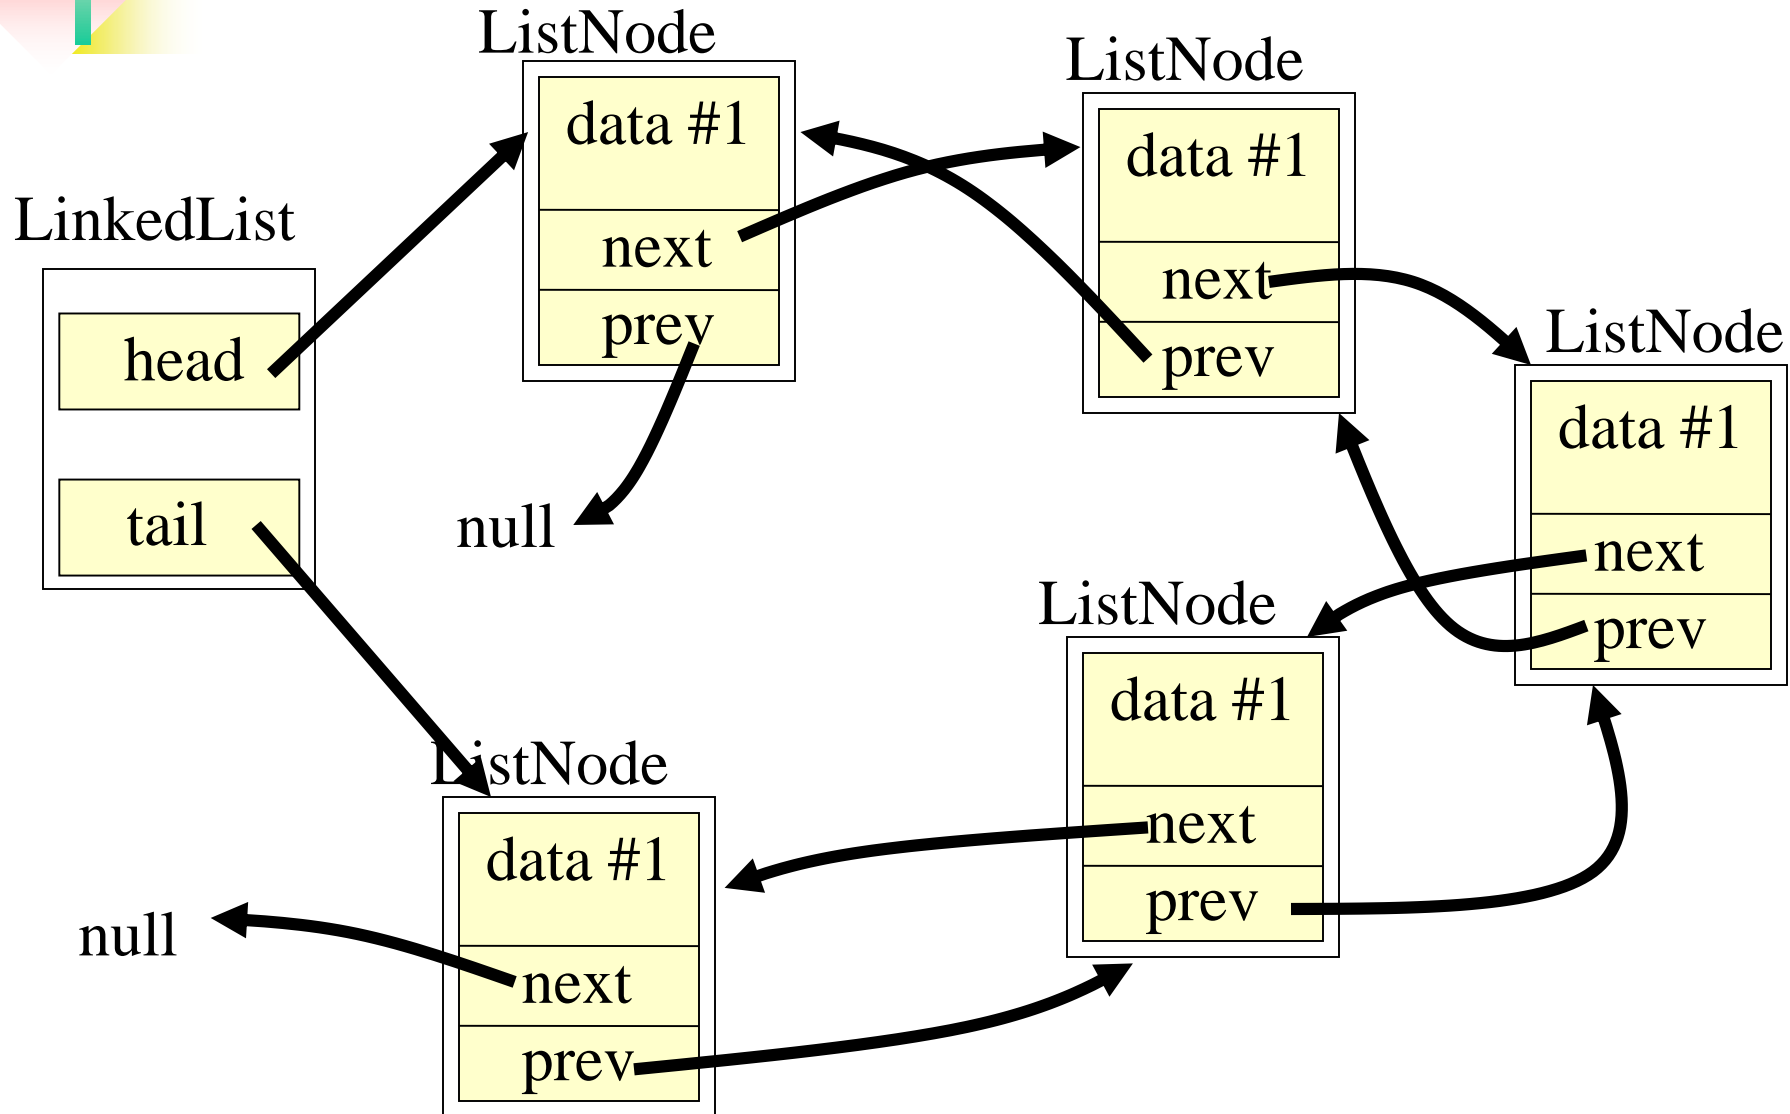 LinkedList
head
tail
ListNode
data #1
next
prev
null
ListNode
data #1
next
prev
ListNode
data #1
next
prev
ListNode
data #1
next
prev
ListNode
data #1
next
prev
null